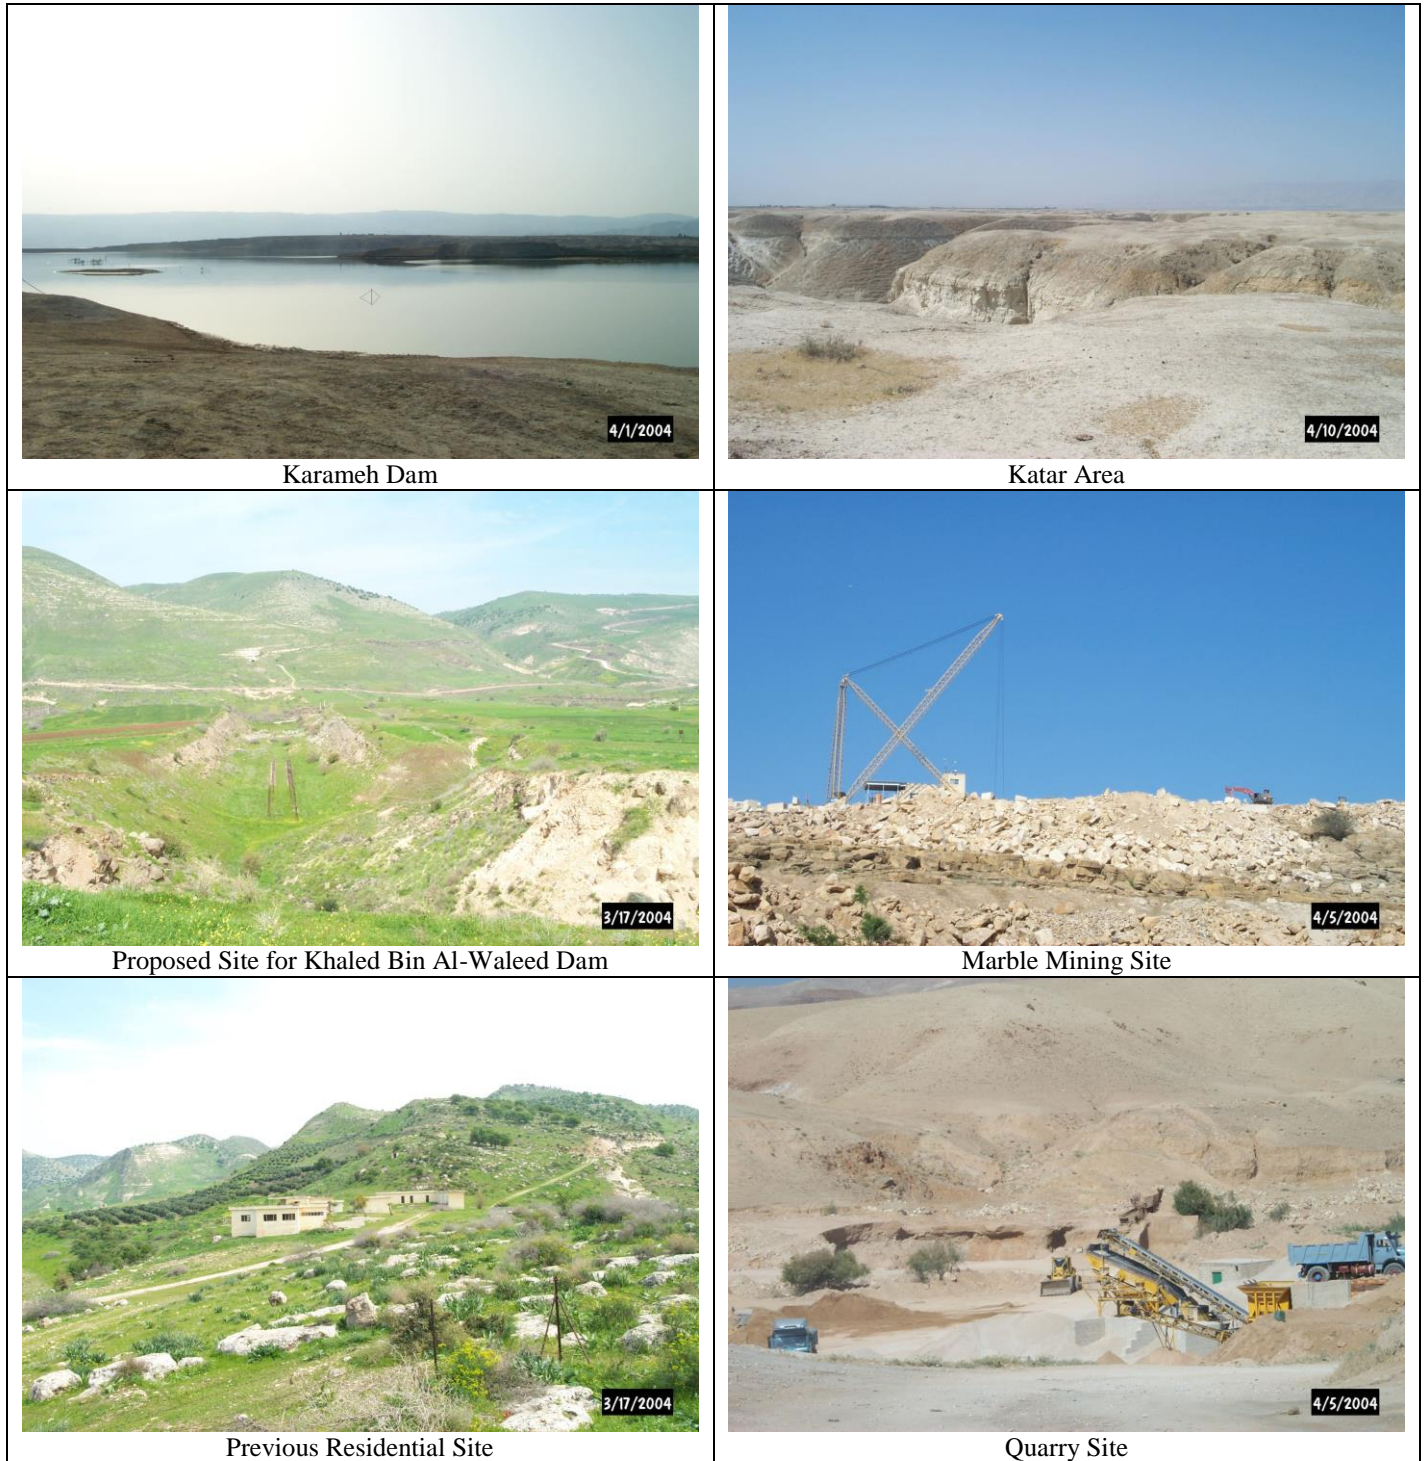 4/1/2004
4/10/2004
Karameh Dam
Katar Area
3/17/2004
4/5/2004
Proposed Site for Khaled Bin Al-Waleed Dam
Marble Mining Site
3/17/2004
4/5/2004
Previous Residential Site
Quarry Site